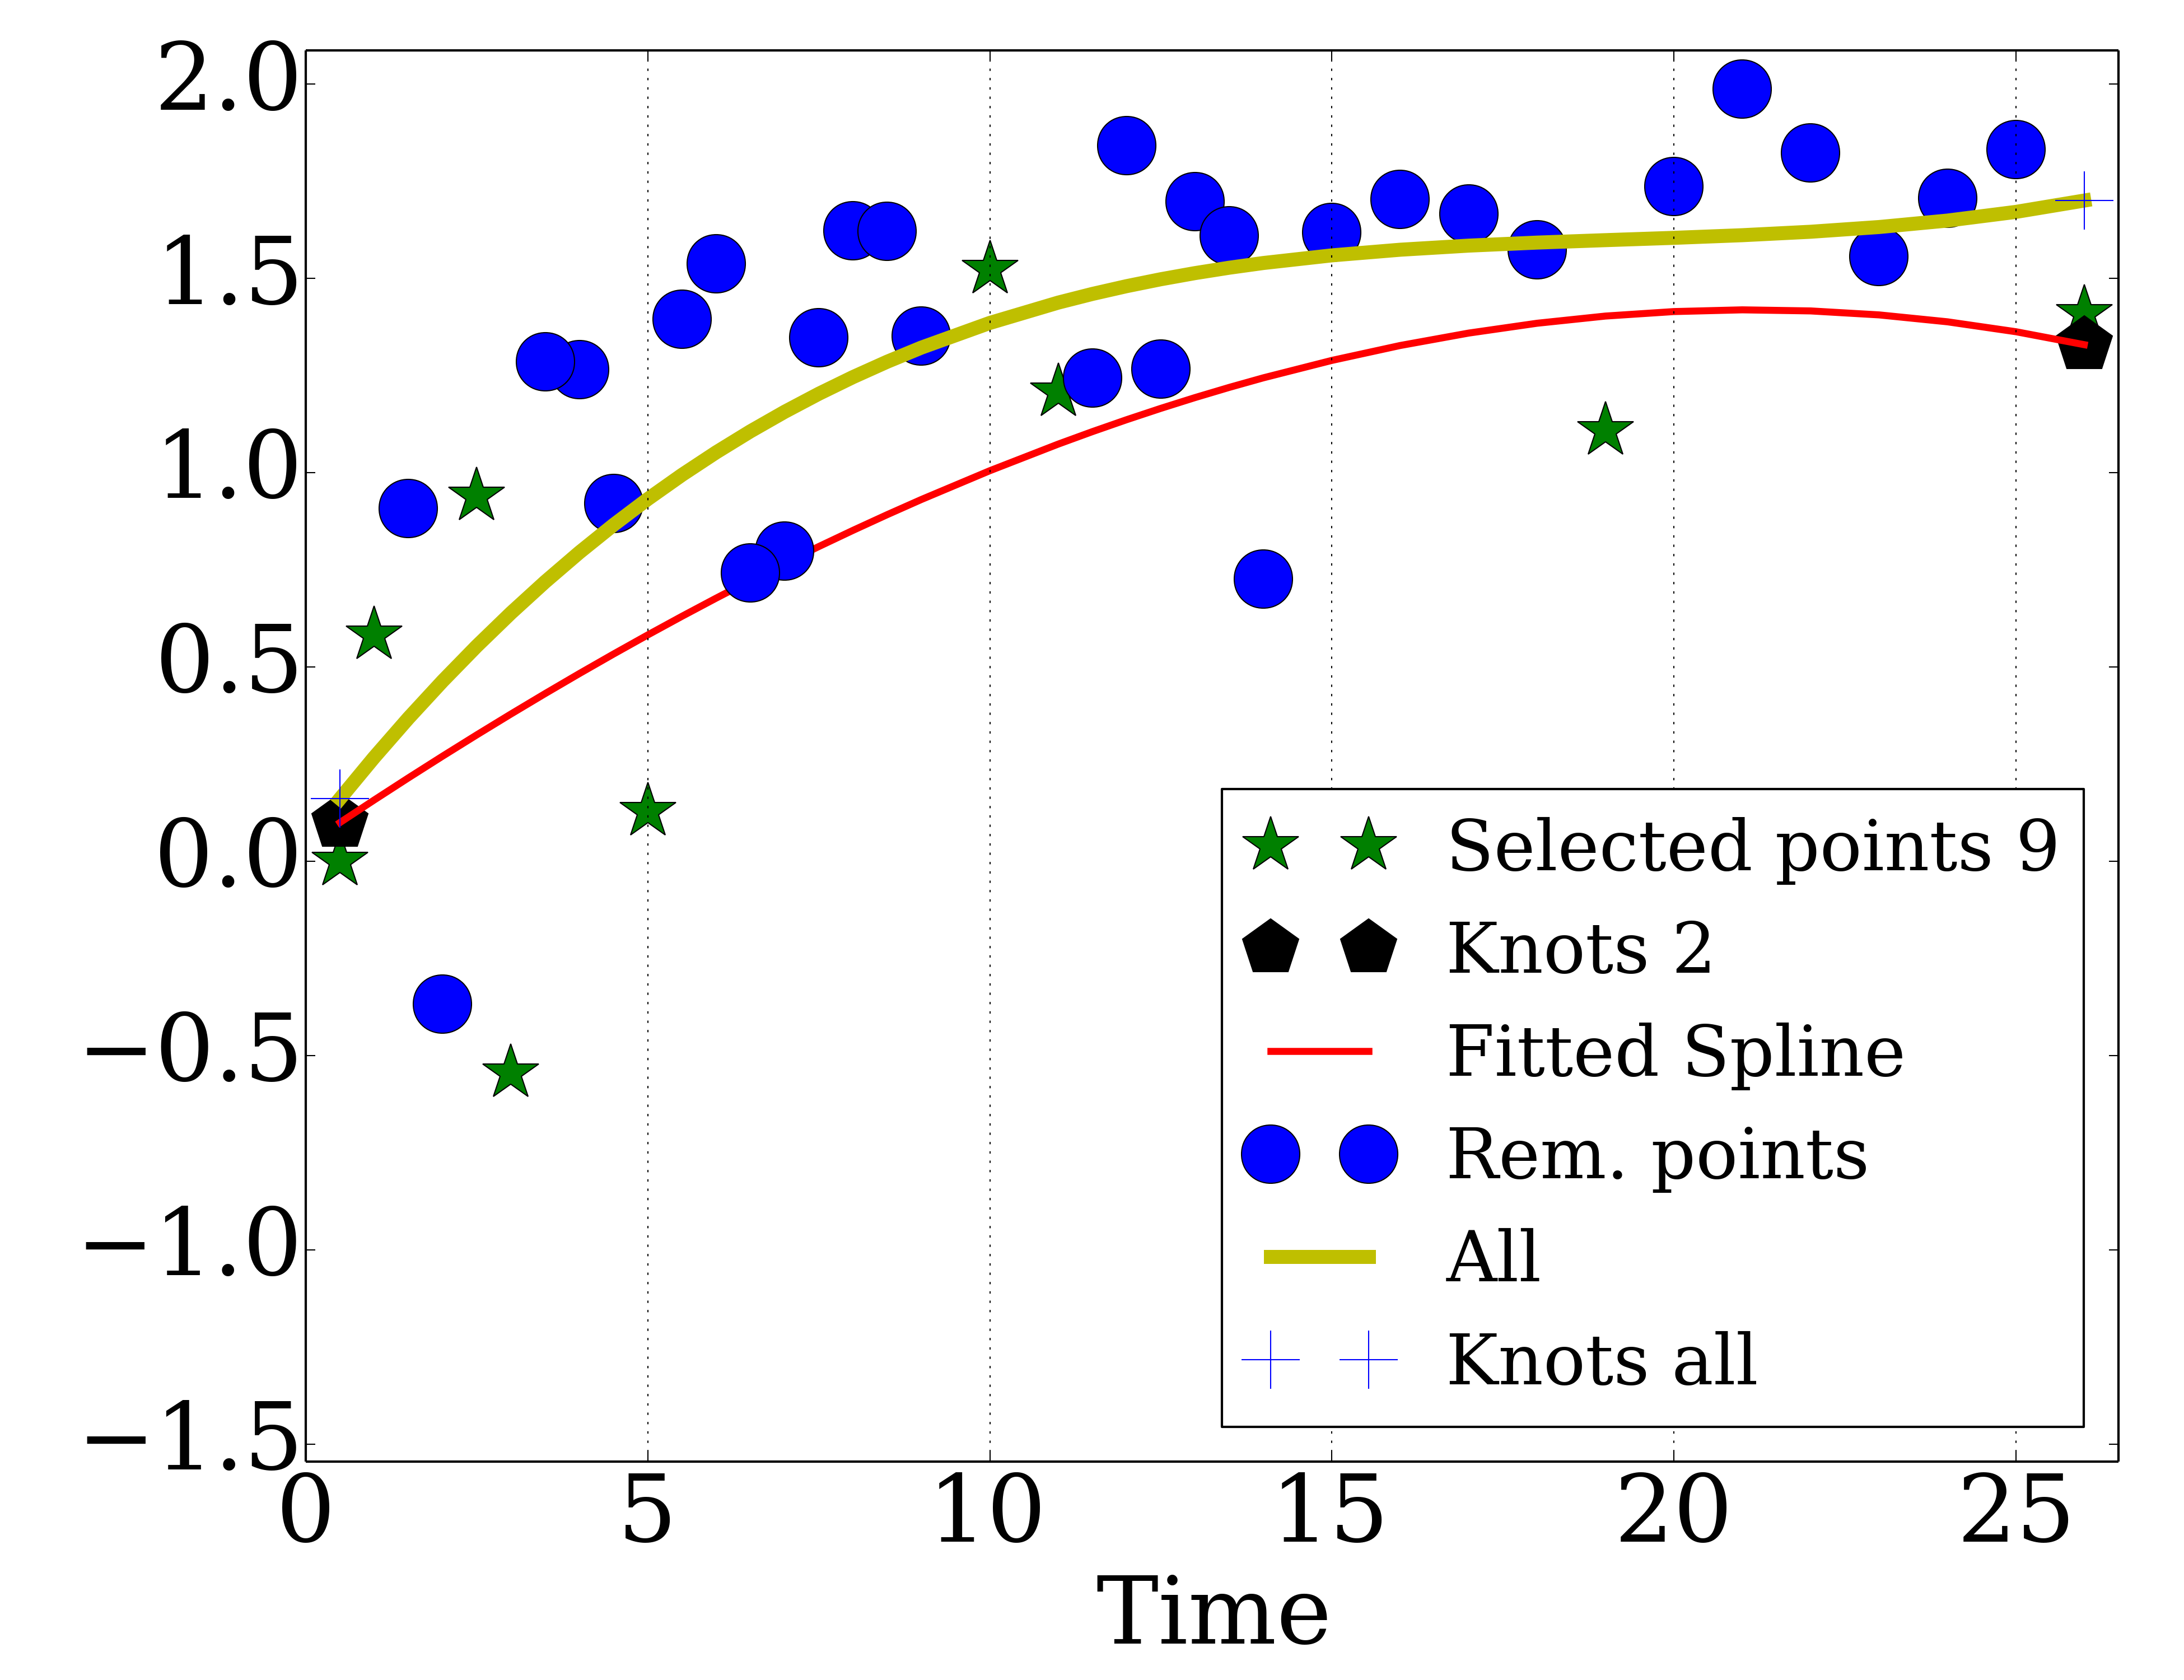 2.0
1.5
1.0
0.5
0.0
−0.5
−1.0
−1.5
0 5 10 15 20 25
Time
Selected points 9
Knots 2
Fitted Spline
Rem. points
All
Knots all